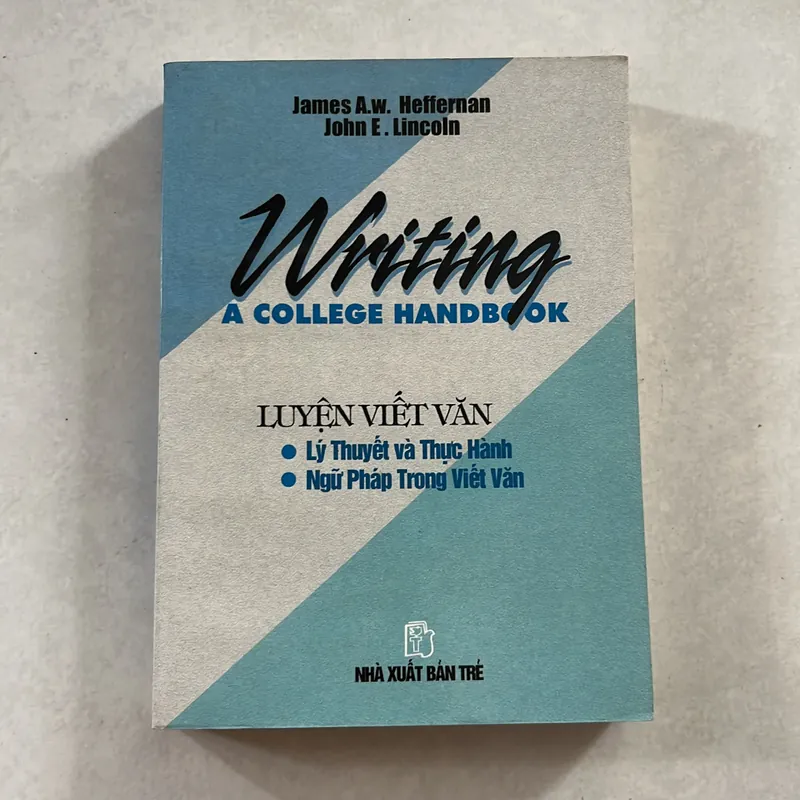 James A.w. Heffernan
John E. Lincoln
Writing
A COLLEGE HANDBOOK
LUYỆN VIẾT VĂN
• Lý Thuyết và Thực Hành
• Ngữ Pháp Trong Viết Văn
NHÀ XUẤT BẢN TRẺ